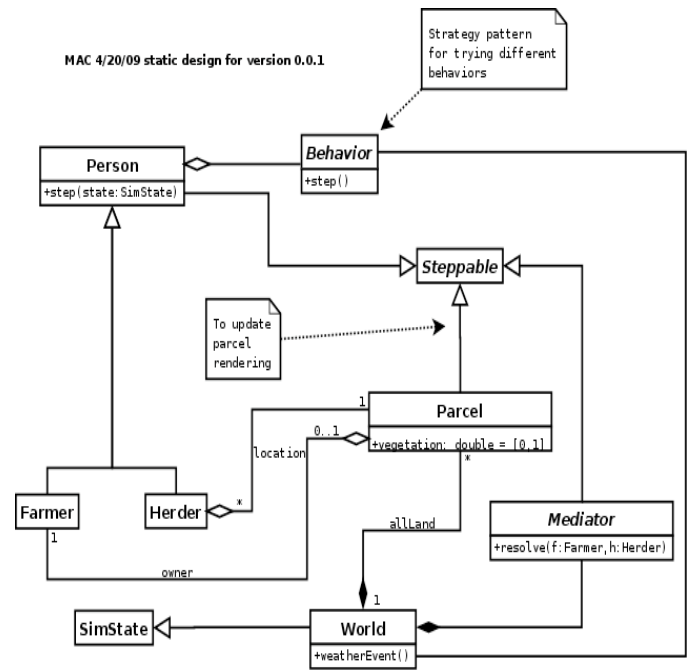 Strategy pattern
for trying different
behaviors
MAC 4/20/09 static design for version 0.0.1
Person
+step(state:SimState)
Behavior
+step()
Steppable
To update
parcel
rendering
1
Parcel
0..1
+vegetation: double = [0,1]
location
*
Farmer
Herder
*
1
allLand
Mediator
+resolve(f:Farmer,h:Herder)
owner
1
SimState
World
+weatherEvent()